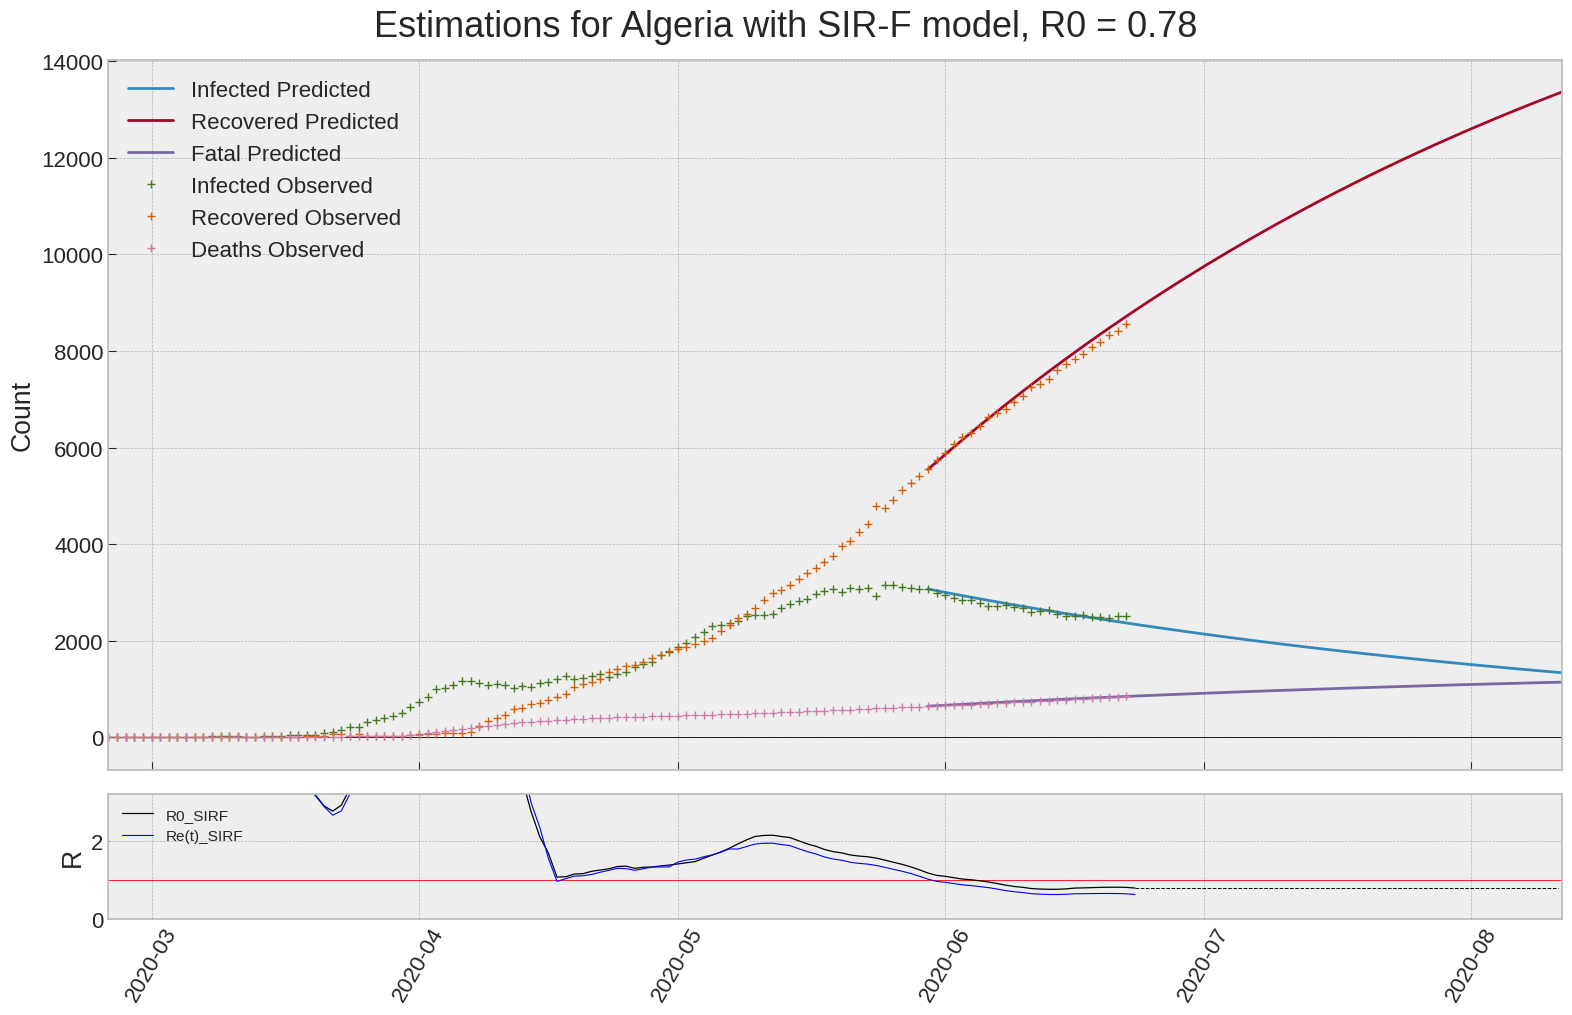 Estimations for Algeria with SIR-F model, R0 = 0.78
14000
12000
10000
8000
6000
4000
2000
0
Count
Infected Predicted
Recovered Predicted
Fatal Predicted
Infected Observed
Recovered Observed
Deaths Observed
R0_SIRF
Re(t)_SIRF
2
0
R
2020-03
2020-04
2020-05
2020-06
2020-07
2020-08